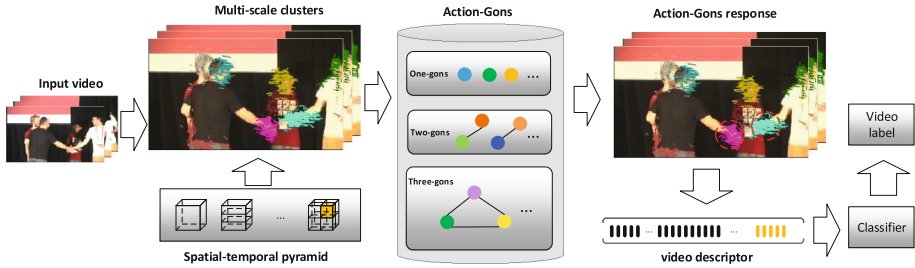 Input video
Multi-scale clusters
Spatial-temporal pyramid
...
Action-Gons
One-gons
...
Two-gons
...
Three-gons
...
Action-Gons response
... ...
video descriptor
Classifier
Video
label